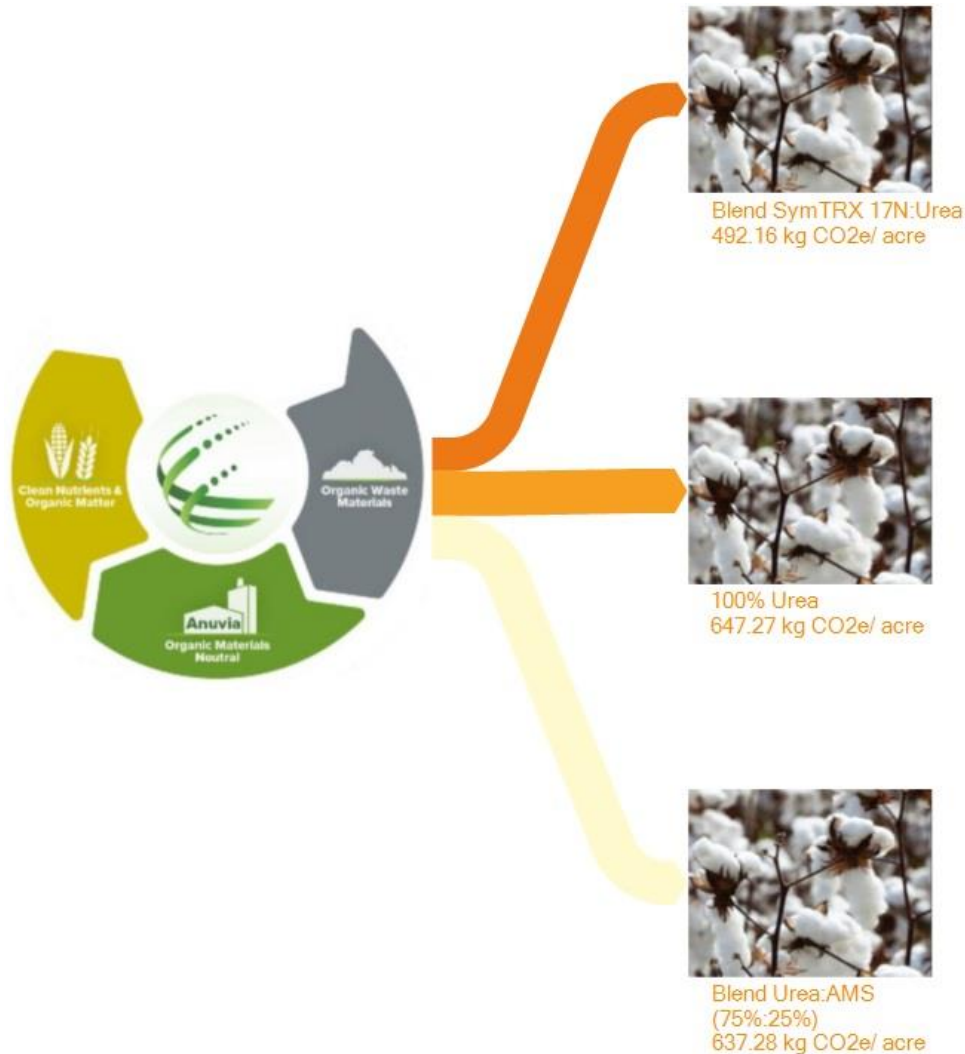 Blend SymTRX 17N:Urea
492.16 kg CO2e/ acre
Clean Nutrients &
Organic Matter
Organic Waste
Materials
Anuvia
Organic Materials
Neutral
100% Urea
647.27 kg CO2e/ acre
Blend Urea:AMS
(75%:25%)
637.28 kg CO2e/ acre